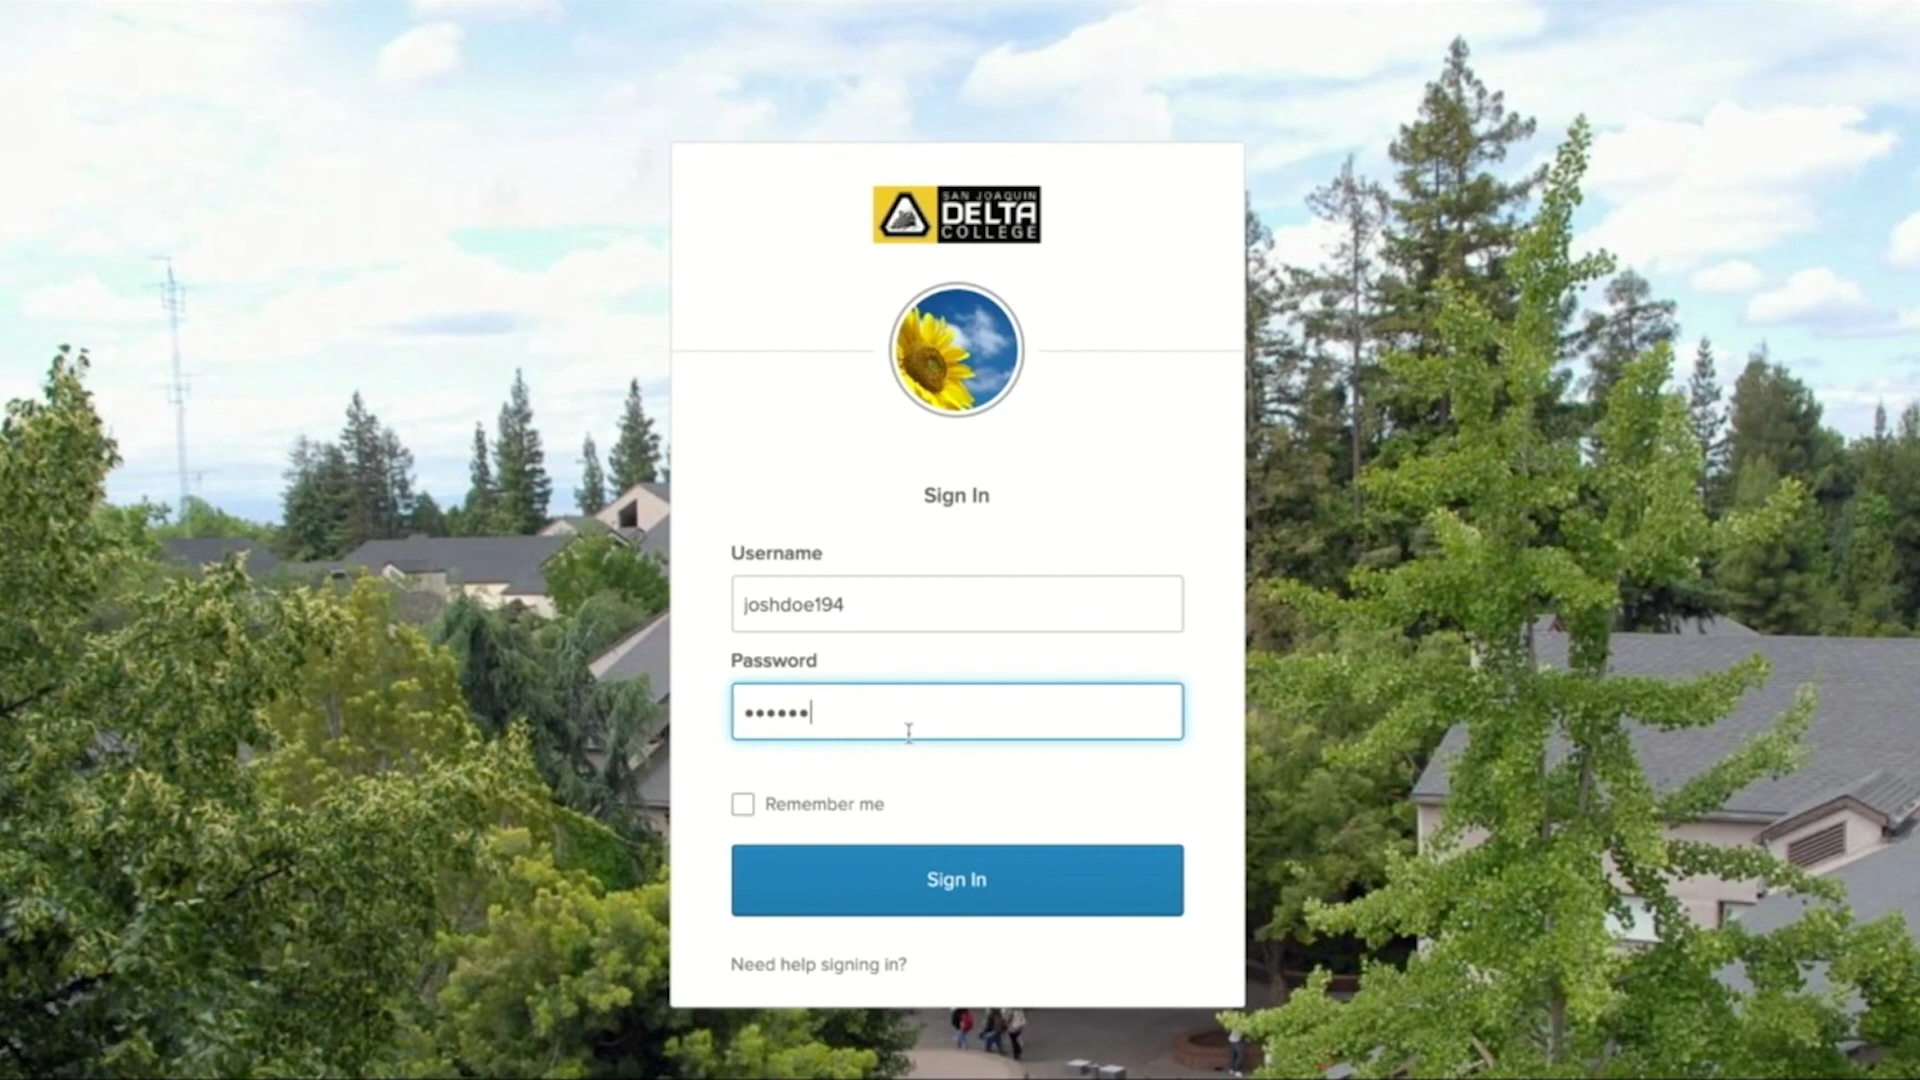 SAN JOAQUIN
DELTA
COLLEGE
Sign In
Username
joshdoe194
Password
••••••
Remember me
Sign In
Need help signing in?